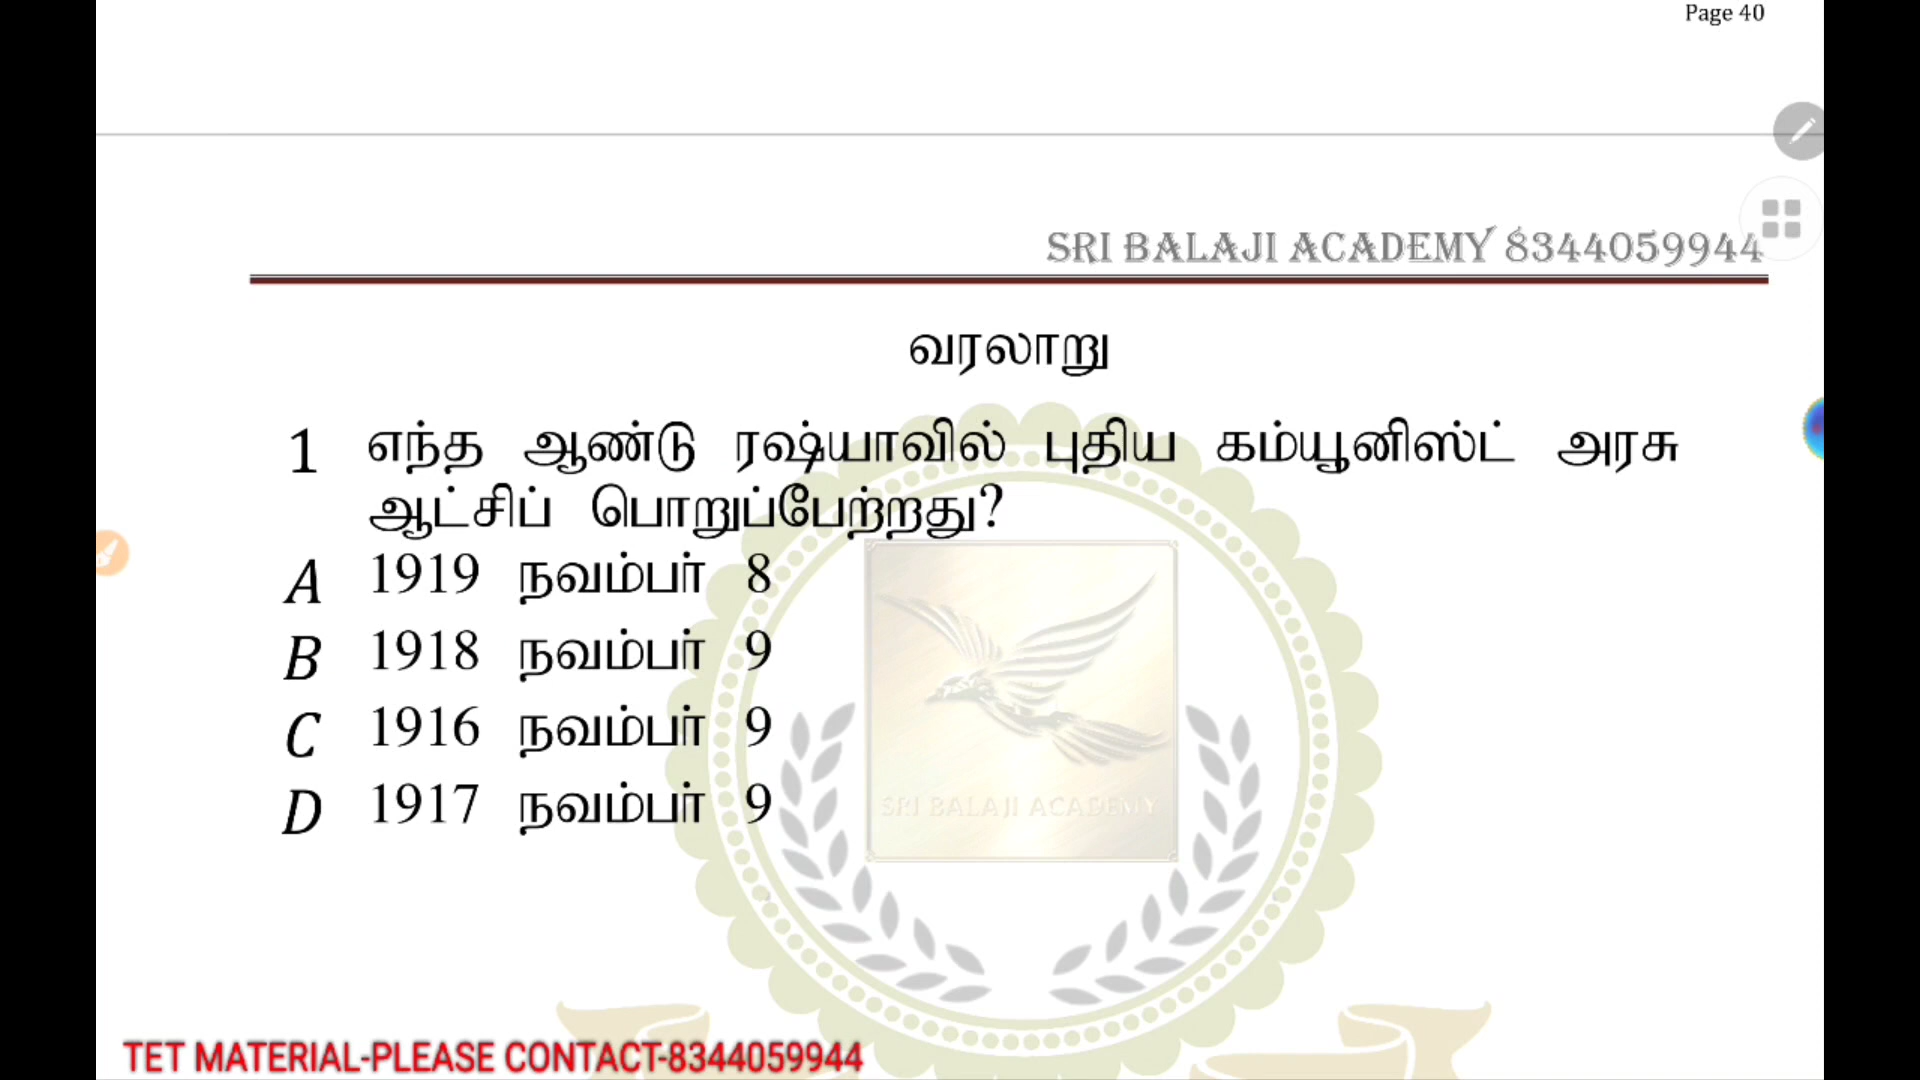 Page 40
SRI BALAJI ACADEMY 8344059944
வரலாறு
1 எந்த ஆண்டு ரஷ்யாவில் புதிய கம்யூனிஸ்ட் அரசு
ஆட்சிப் பொறுப்பேற்றது?
A 1919 நவம்பர் 8
B 1918 நவம்பர் 9
C 1916 நவம்பர் 9
D 1917 நவம்பர் 9
SRI BALAJI ACADEMY
TET MATERIAL-PLEASE CONTACT-8344059944